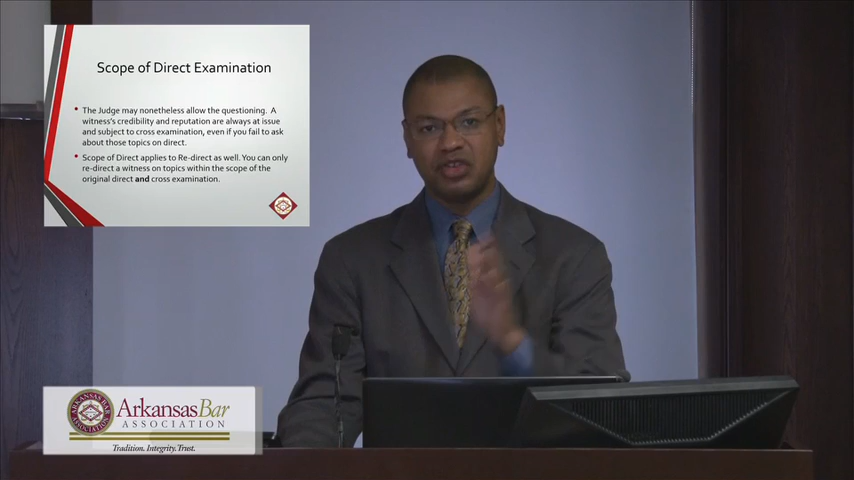 Scope of Direct Examination
• The Judge may nonetheless allow the questioning. A
witness's credibility and reputation are always at issue
and subject to cross examination, even if you fail to ask
about those topics on direct.
• Scope of Direct applies to Re-direct as well. You can only
re-direct a witness on topics within the scope of the
original direct and cross examination.
ARKANSAS BAR
ASSOCIATION
ArkansasBar
ASSOCIATION
Tradition. Integrity. Trust.